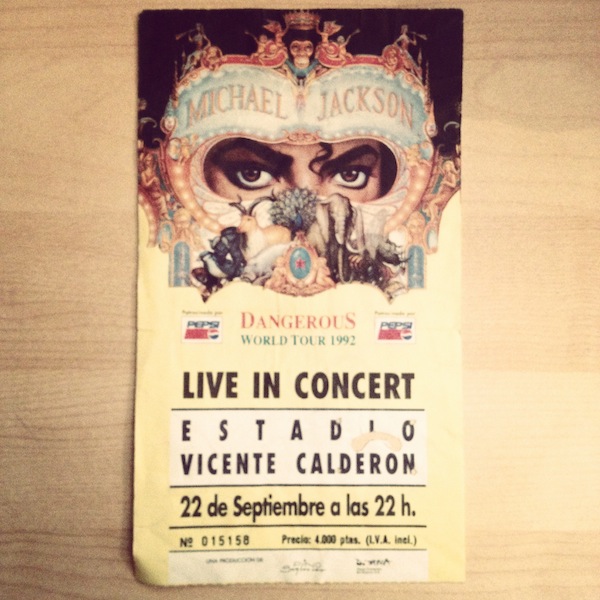 MICHAEL JACKSON
Patrocinado por
PEPSI
DANGEROUS
WORLD TOUR 1992
Patrocinado por
PEPSI
LIVE IN CONCERT
ESTADIO
VICENTE CALDERON
22 de Septiembre a las 22 h.
Nº 015158 Precio: 4.000 ptas. (I.V.A. incl.)
UNA PRODUCCION DE